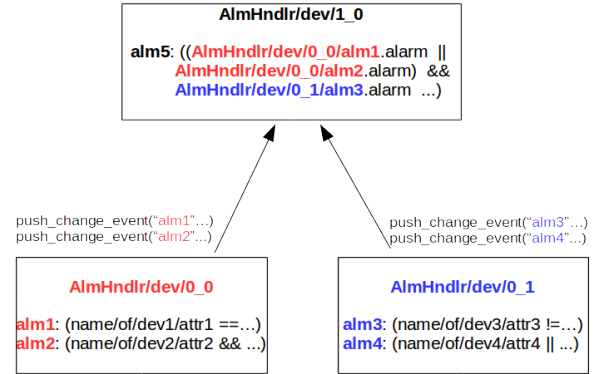 AlmHndlr/dev/1_0
alm5: ((AlmHndlr/dev/0_0/alm1.alarm ||
AlmHndlr/dev/0_0/alm2.alarm) &&
AlmHndlr/dev/0_1/alm3.alarm ...)
push_change_event(“alm1”...)
push_change_event(“alm2”...)
push_change_event(“alm3”...)
push_change_event(“alm4”...)
AlmHndlr/dev/0_0
alm1: (name/of/dev1/attr1 ==...)
alm2: (name/of/dev2/attr2 && ...)
AlmHndlr/dev/0_1
alm3: (name/of/dev3/attr3 !=...)
alm4: (name/of/dev4/attr4 || ...)